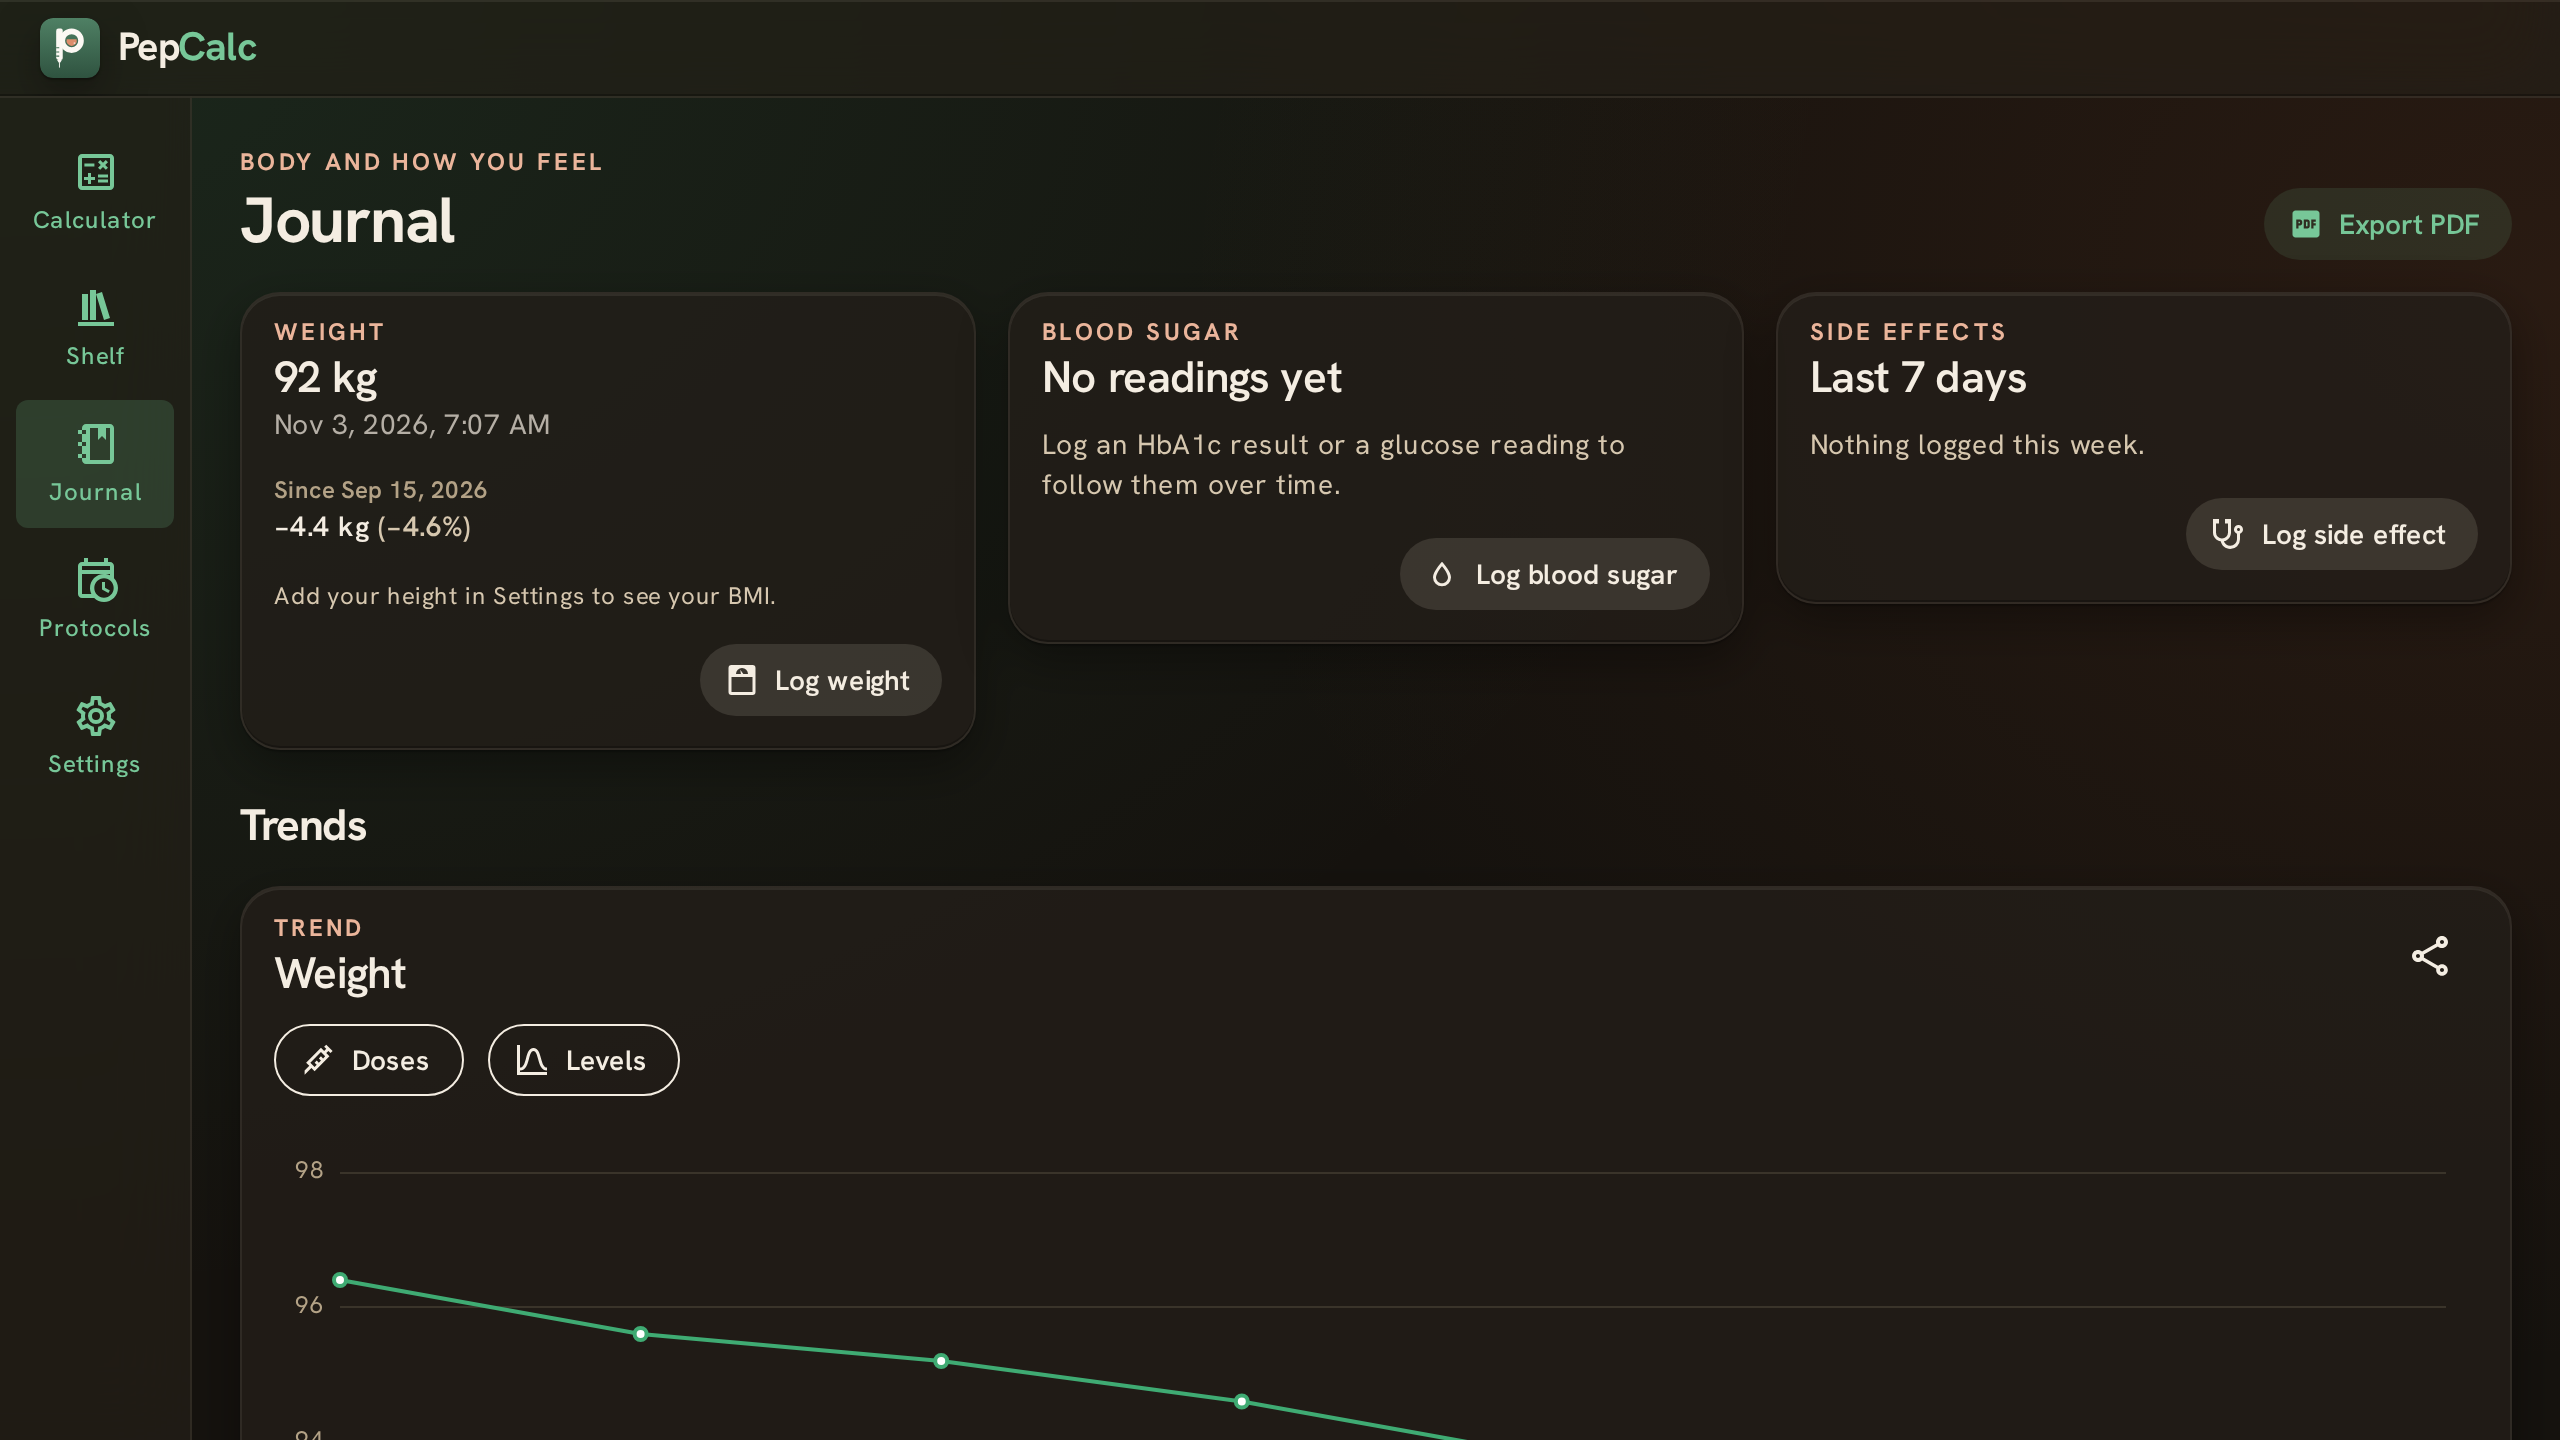 PepCalc
Calculator
Shelf
Journal
Protocols
Settings
BODY AND HOW YOU FEEL
Journal
PDF
Export PDF
WEIGHT
92 kg
Nov 3, 2026, 7:07 AM
Since Sep 15, 2026
−4.4 kg (−4.6%)
Add your height in Settings to see your BMI.
Log weight
BLOOD SUGAR
No readings yet
Log an HbA1c result or a glucose reading to
follow them over time.
Log blood sugar
SIDE EFFECTS
Last 7 days
Nothing logged this week.
Log side effect
Trends
TREND
Weight
Doses
Levels
98
96
94